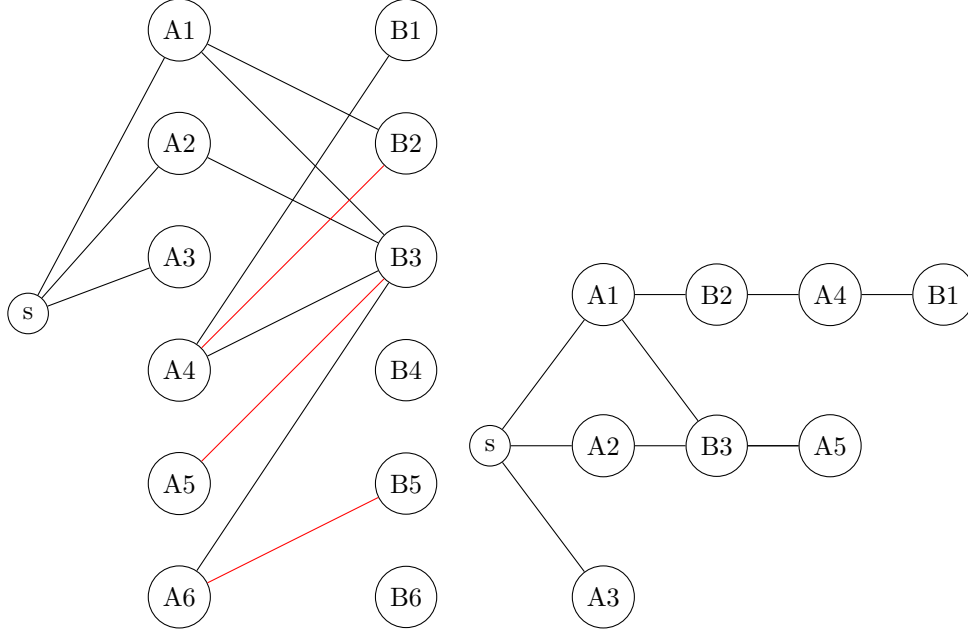 A1 B1
A2 B2
A3 B3
s
A4 B4
A5 B5
A6 B6
A1 B2 A4 B1
s A2 B3 A5
A3